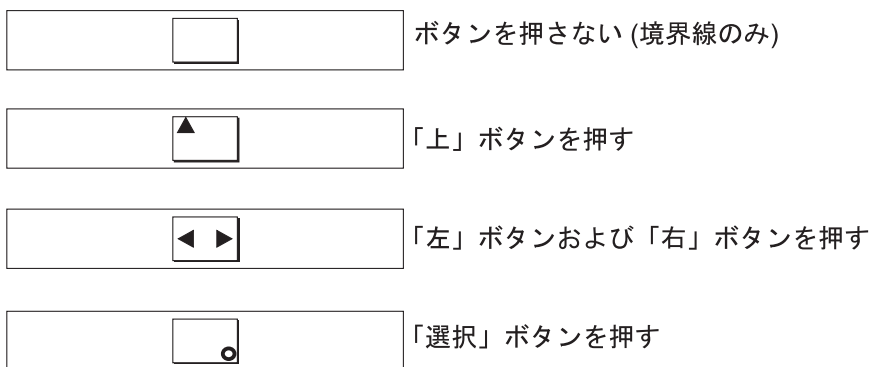 ボタンを押さない (境界線のみ)
「上」ボタンを押す
「左」ボタンおよび「右」ボタンを押す
「選択」ボタンを押す